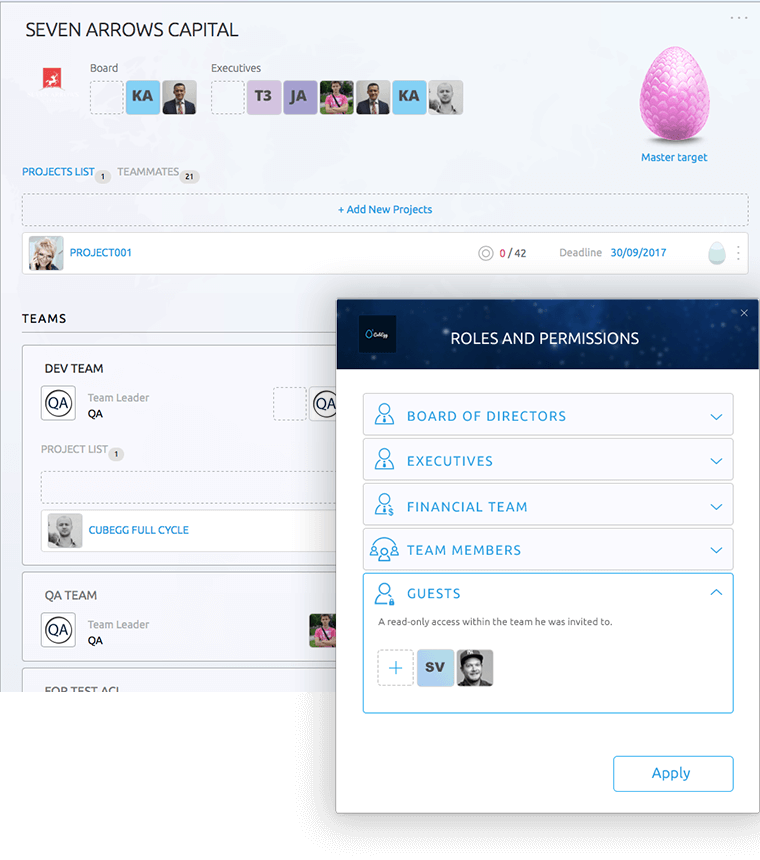 SEVEN ARROWS CAPITAL
Board
Executives
KA
T3
JA
KA
Master target
PROJECTS LIST 1
TEAMMATES 21
+ Add New Projects
PROJECT001
0 / 42
Deadline 30/09/2017
TEAMS
DEV TEAM
QA
Team Leader
QA
QA
PROJECT LIST 1
CUBEGG FULL CYCLE
QA TEAM
QA
Team Leader
QA
FOR TEST ACL
CubEgg
ROLES AND PERMISSIONS
BOARD OF DIRECTORS
EXECUTIVES
FINANCIAL TEAM
TEAM MEMBERS
GUESTS
A read-only access within the team he was invited to.
+
SV
Apply